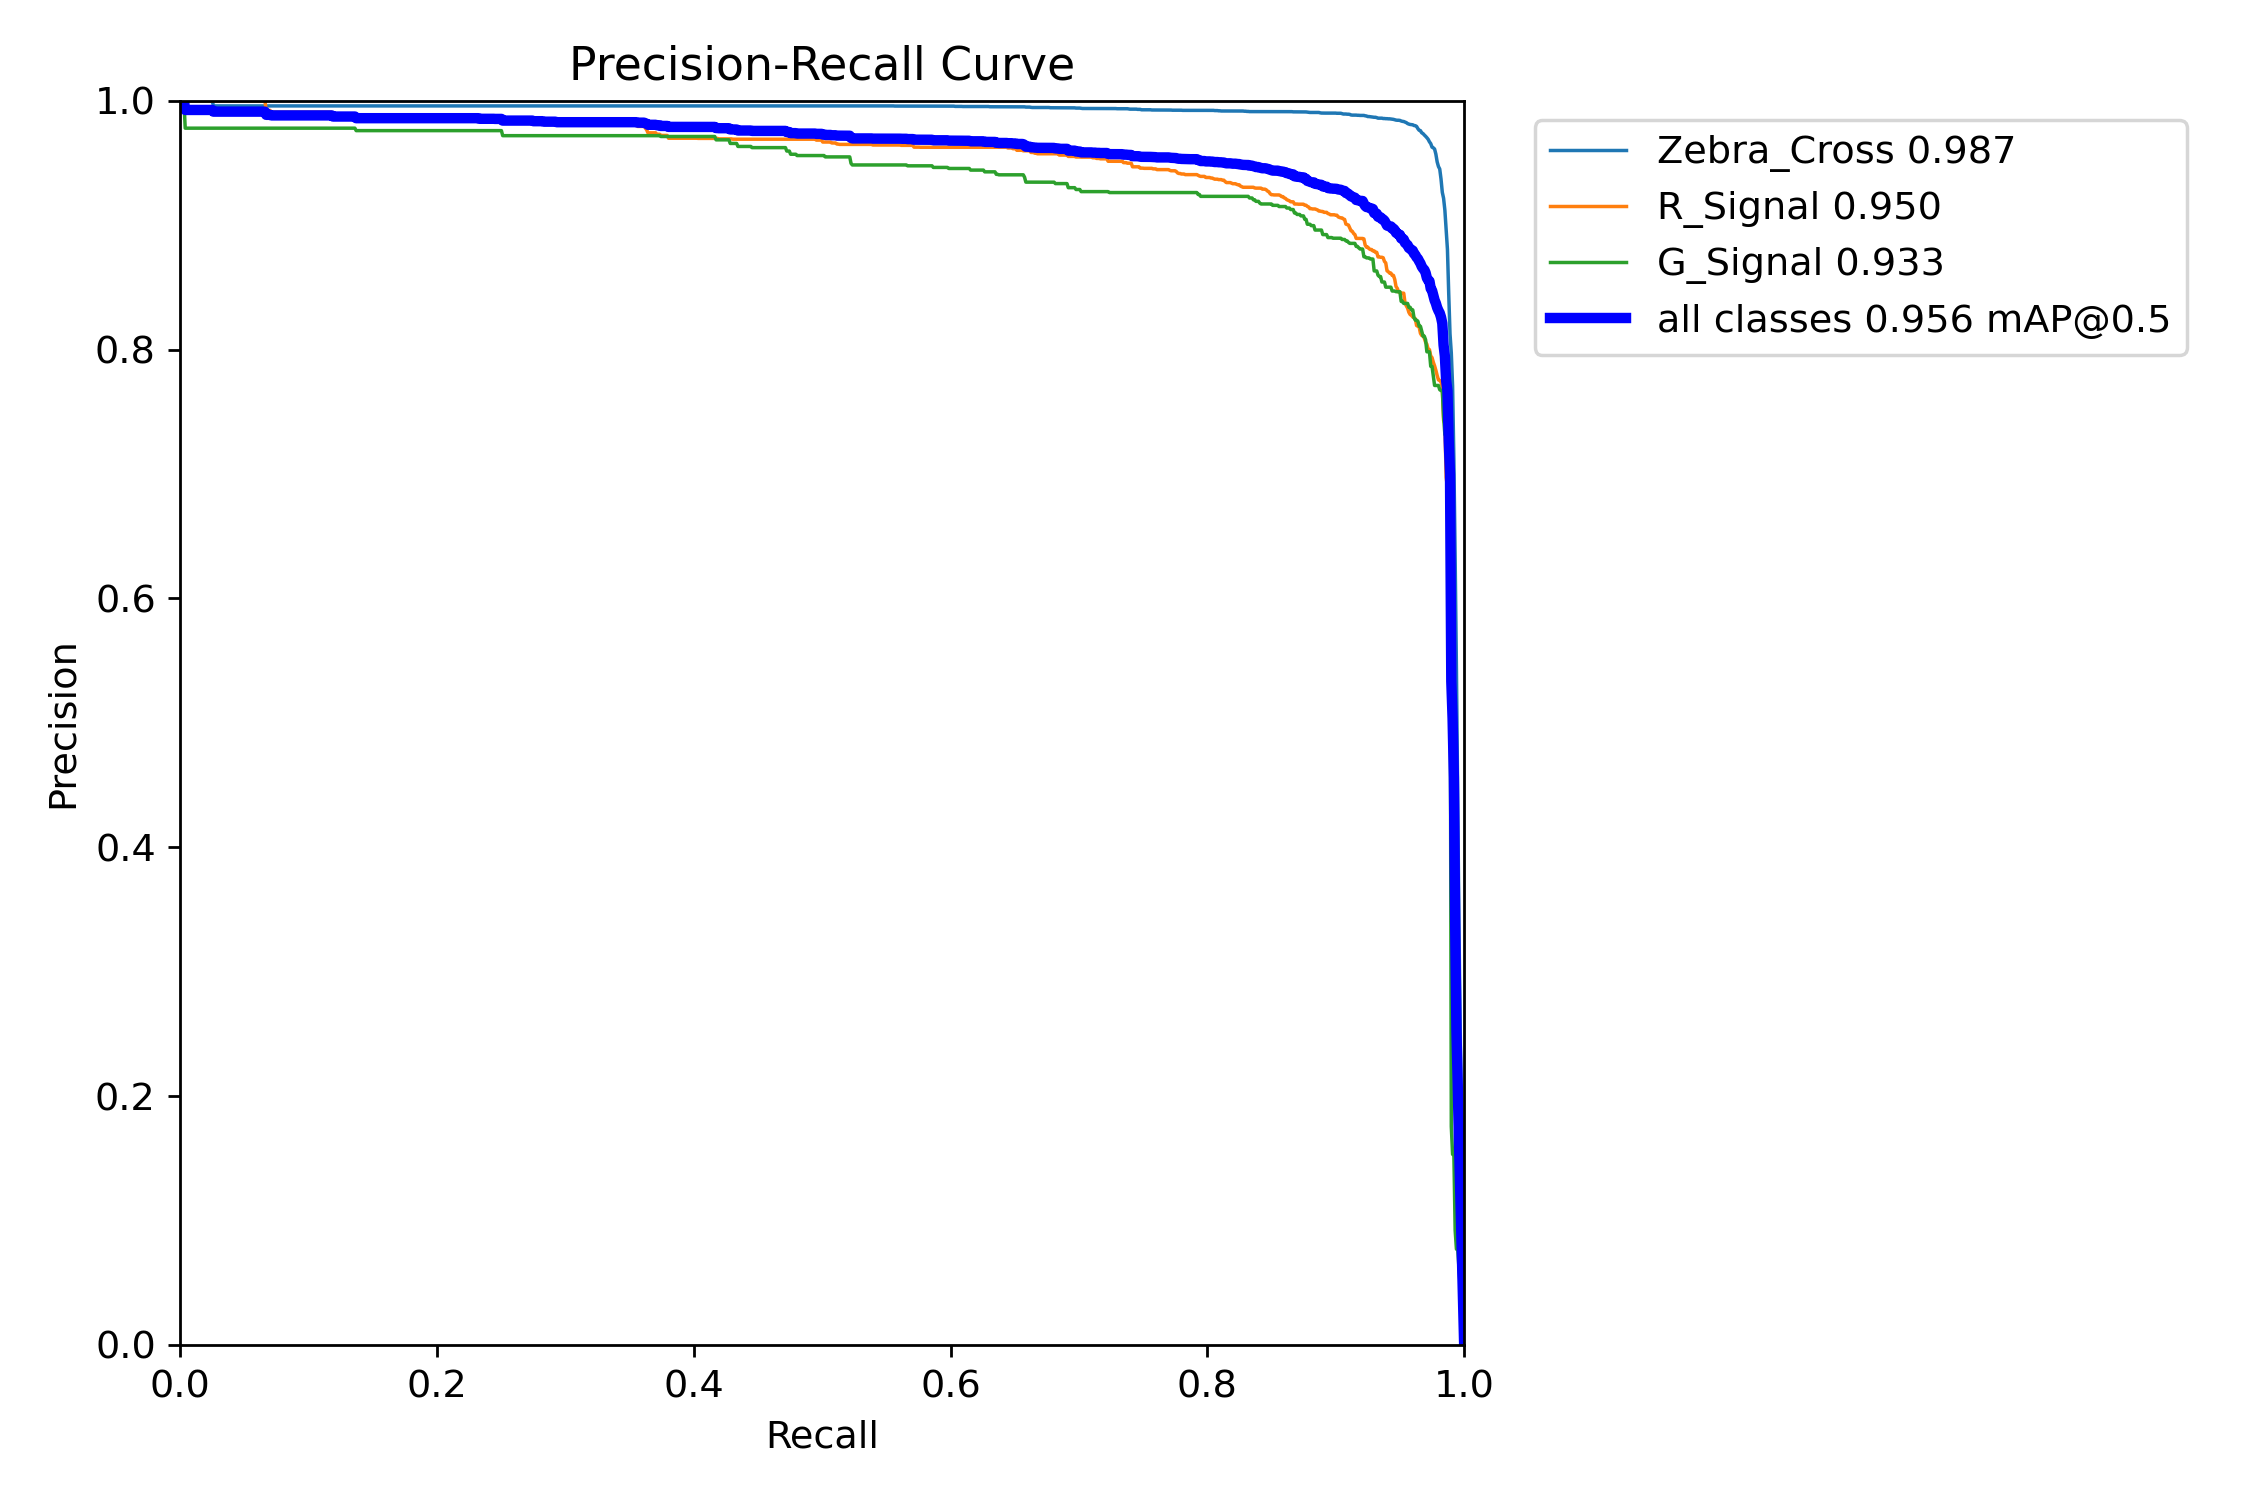 Precision-Recall Curve
1.0
0.8
0.6
0.4
0.2
0.0
Precision
0.0 0.2 0.4 0.6 0.8 1.0
Recall
Zebra_Cross 0.987
R_Signal 0.950
G_Signal 0.933
all classes 0.956 mAP@0.5